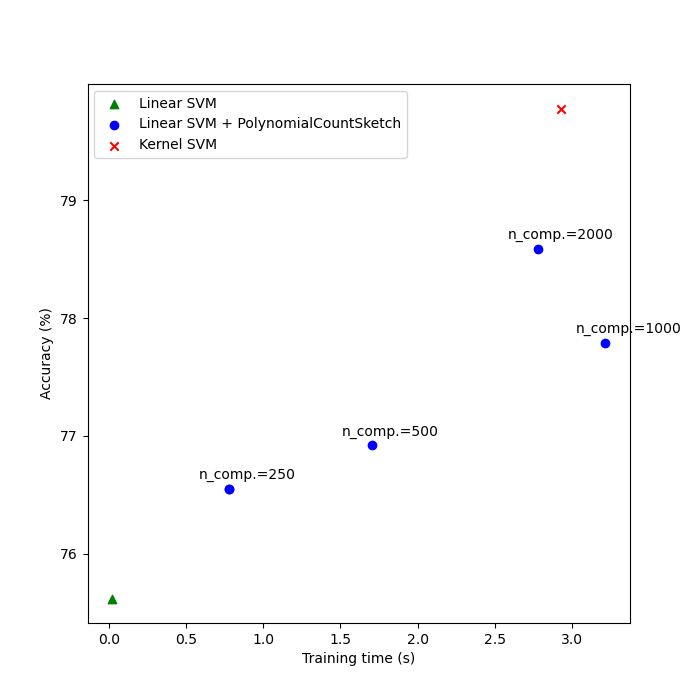 Linear SVM
Linear SVM + PolynomialCountSketch
Kernel SVM
79
n_comp.=2000
78
n_comp.=1000
Accuracy (%)
77
n_comp.=500
n_comp.=250
76
0.0 0.5 1.0 1.5 2.0 2.5 3.0
Training time (s)